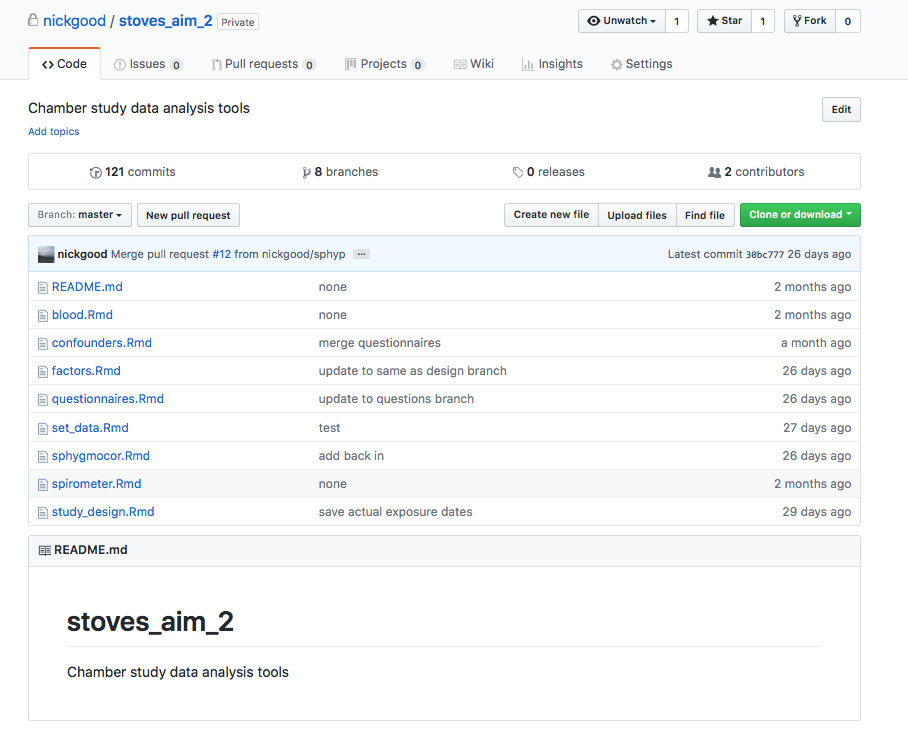 nickgood / stoves_aim_2 Private Unwatch 1 Star 1 Fork 0
Code Issues 0 Pull requests 0 Projects 0 Wiki Insights Settings
Chamber study data analysis tools Edit
Add topics
121 commits 8 branches 0 releases 2 contributors
Branch: master New pull request Create new file Upload files Find file Clone or download
nickgood Merge pull request #12 from nickgood/sphyp ... Latest commit 30bc777 26 days ago
README.md none 2 months ago
blood.Rmd none 2 months ago
confounders.Rmd merge questionnaires a month ago
factors.Rmd update to same as design branch 26 days ago
questionnaires.Rmd update to questions branch 26 days ago
set_data.Rmd test 27 days ago
sphygmocor.Rmd add back in 26 days ago
spirometer.Rmd none 2 months ago
study_design.Rmd save actual exposure dates 29 days ago
README.md
stoves_aim_2
Chamber study data analysis tools